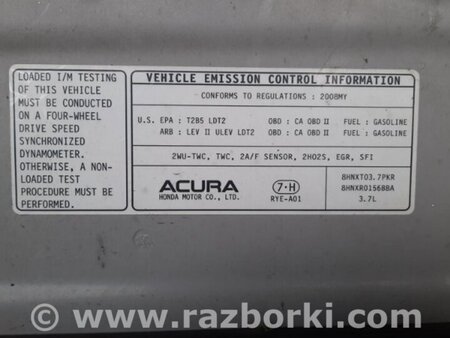 LOADED I/M TESTING
OF THIS VEHICLE
MUST BE CONDUCTED
ON A FOUR-WHEEL
DRIVE SPEED
SYNCHRONIZED
DYNAMOMETER.
OTHERWISE, A NON-
LOADED TEST
PROCEDURE MUST BE
PERFORMED.
VEHICLE EMISSION CONTROL INFORMATION
CONFORMS TO REGULATIONS : 2008MY
U.S. EPA : T2B5 LDT2 OBD : CA OBD II FUEL : GASOLINE
ARB : LEV II ULEV LDT2 OBD : CA OBD II FUEL : GASOLINE
2WU-TWC, TWC, 2A/F SENSOR, 2HO2S, EGR, SFI
ACURA
HONDA MOTOR CO., LTD.
7·H
RYE-A01
8HNXT03.7PKR
8HNXR0156BBA
3.7L
www.razborki.com